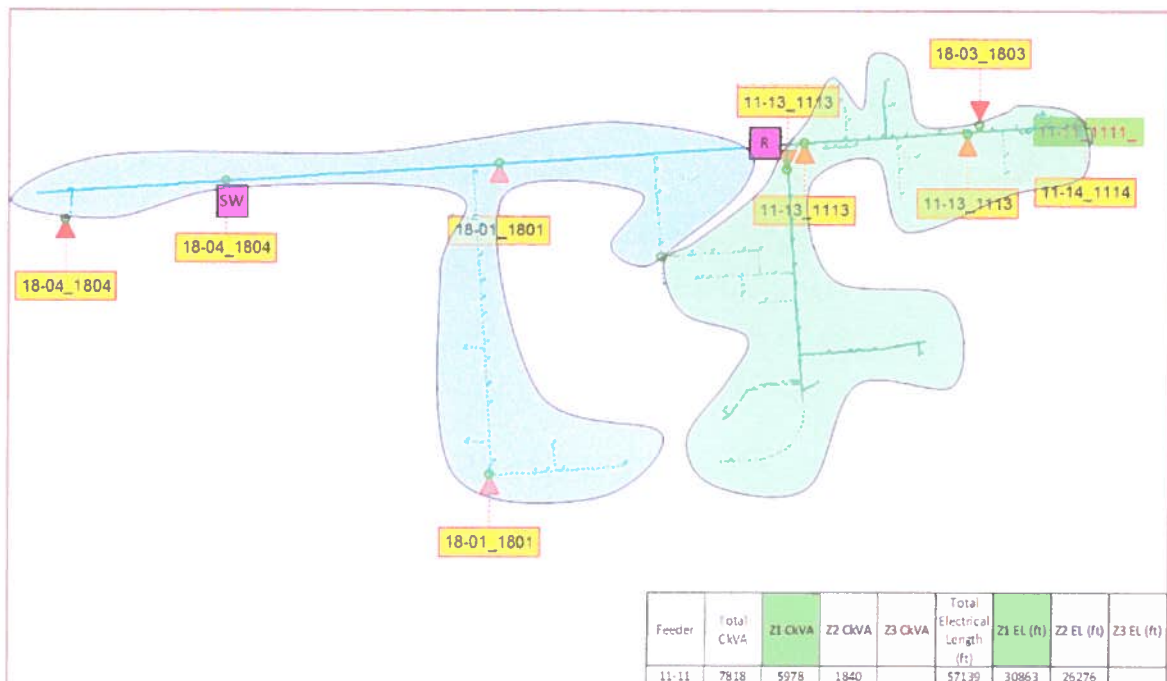 18-03_1803
11-13_1113
R
11-11_1111_
SW
11-13_1113
11-13_1113
11-14_1114
18-04_1804
18-01_1801
18-04_1804
18-01_1801
Feeder Total CkVA Z1 CkVA Z2 CkVA Z3 CkVA Total Electrical Length (ft) Z1 EL (ft) Z2 EL (ft) Z3 EL (ft)
11-11 7818 5978 1840 57139 30863 26276